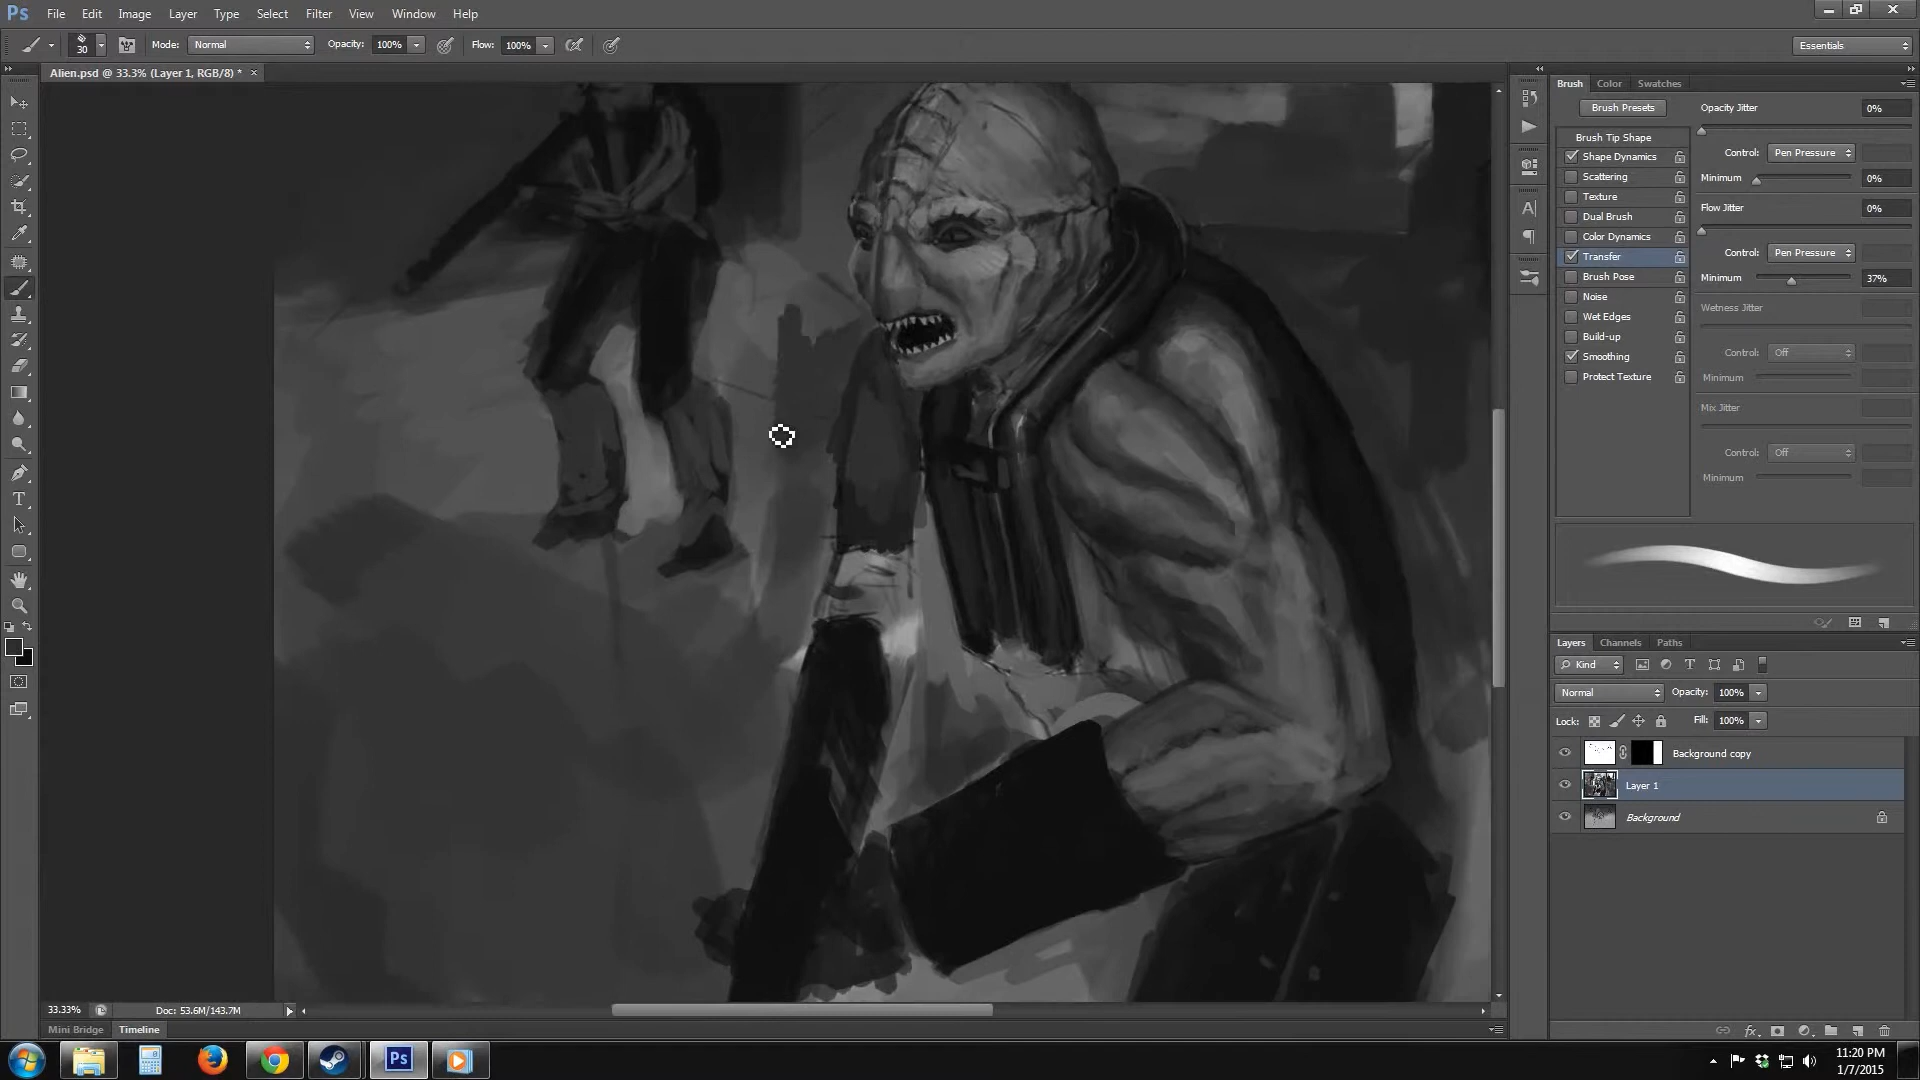 Ps File Edit Image Layer Type Select Filter View Window Help
30 Mode: Normal Opacity: 100% Flow: 100% Essentials
Alien.psd @ 33.3% (Layer 1, RGB/8) * ×
Brush Color Swatches
Brush Presets
Brush Tip Shape
Shape Dynamics
Scattering
Texture
Dual Brush
Color Dynamics
Transfer
Brush Pose
Noise
Wet Edges
Build-up
Smoothing
Protect Texture
Opacity Jitter 0%
Control: Pen Pressure
Minimum 0%
Flow Jitter 0%
Control: Pen Pressure
Minimum 37%
Wetness Jitter
Control: Off
Minimum
Mix Jitter
Control: Off
Minimum
Layers Channels Paths
Kind
Normal Opacity: 100%
Lock: Fill: 100%
Background copy
Layer 1
Background
33.33% Doc: 53.6M/143.7M
Mini Bridge Timeline
Ps
11:20 PM
1/7/2015